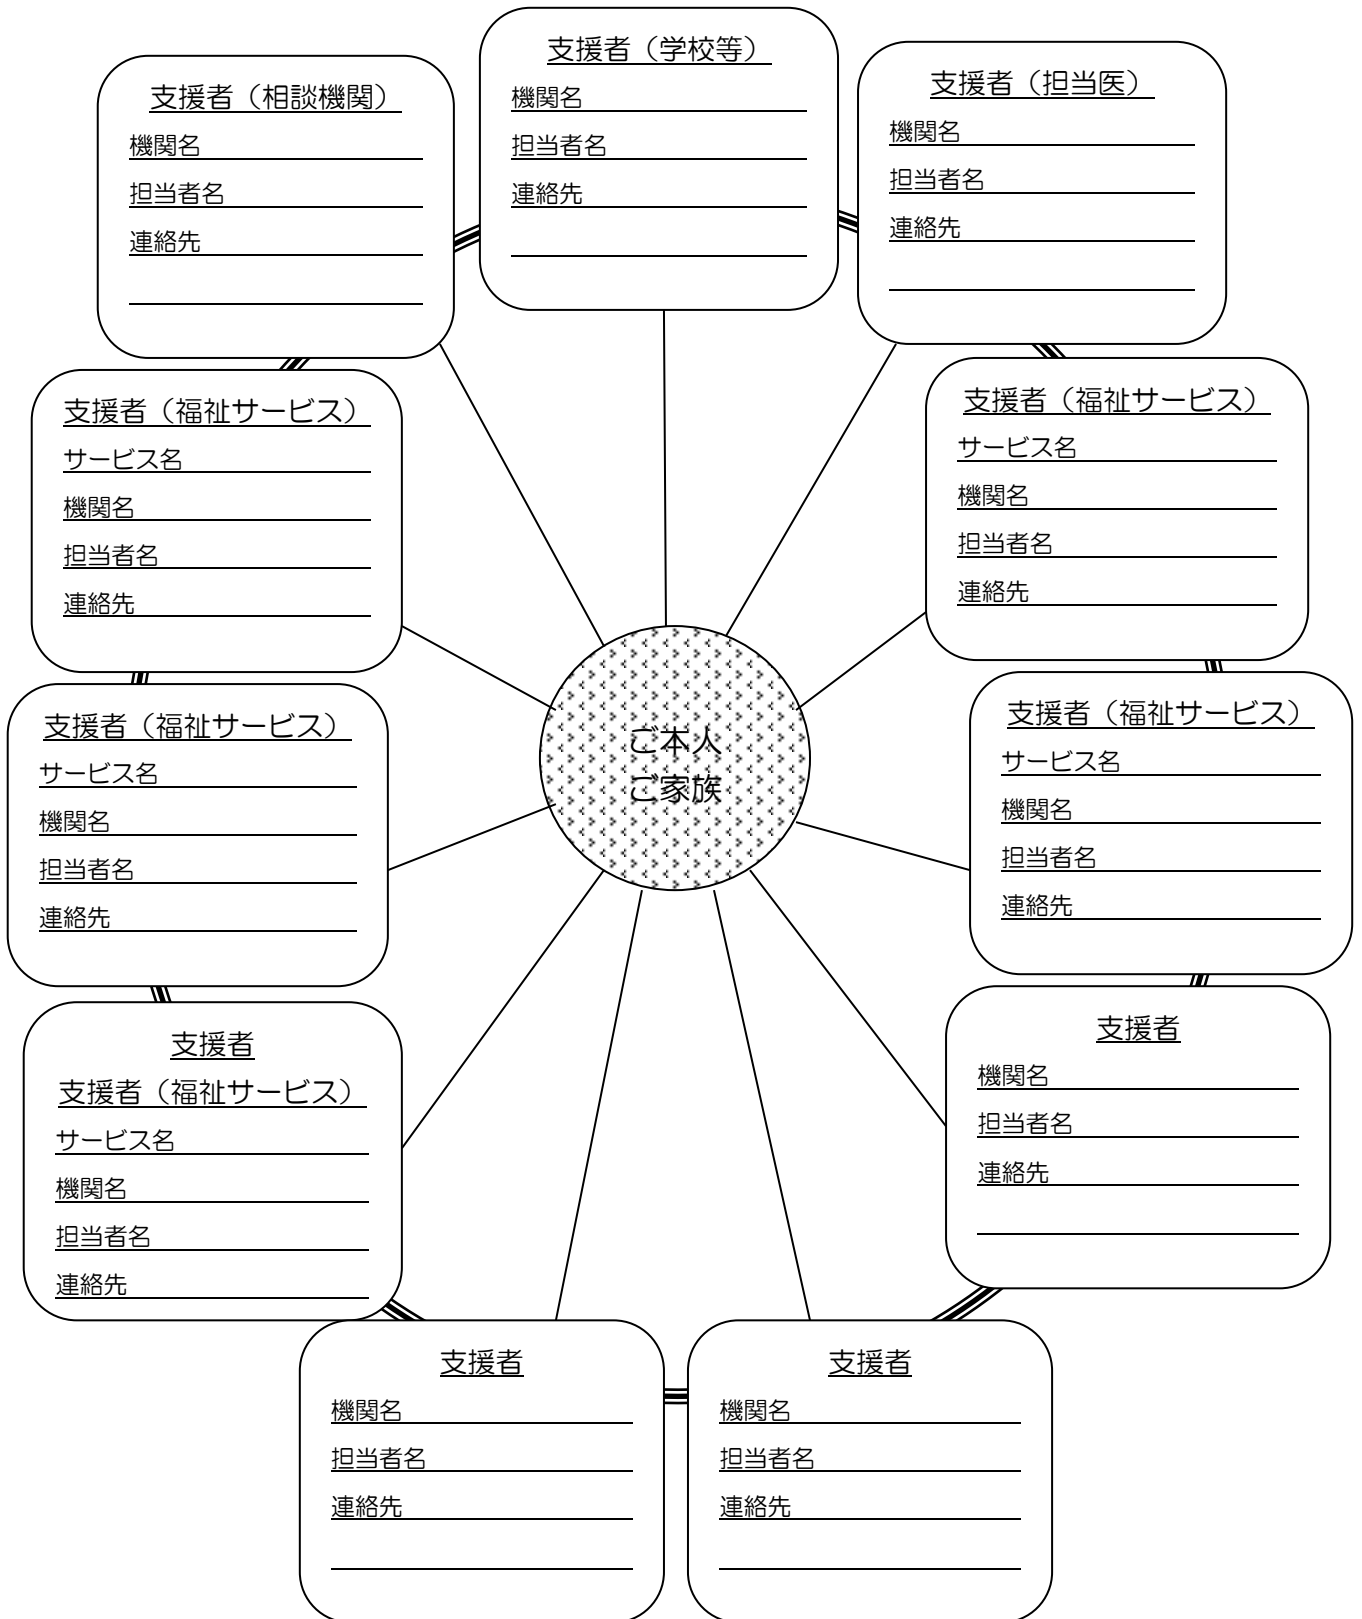 支援者（学校等）
機関名
担当者名
連絡先
支援者（相談機関）
機関名
担当者名
連絡先
支援者（担当医）
機関名
担当者名
連絡先
支援者（福祉サービス）
サービス名
機関名
担当者名
連絡先
支援者（福祉サービス）
サービス名
機関名
担当者名
連絡先
支援者（福祉サービス）
サービス名
機関名
担当者名
連絡先
ご本人
ご家族
支援者（福祉サービス）
サービス名
機関名
担当者名
連絡先
支援者
支援者（福祉サービス）
サービス名
機関名
担当者名
連絡先
支援者
機関名
担当者名
連絡先
支援者
機関名
担当者名
連絡先
支援者
機関名
担当者名
連絡先